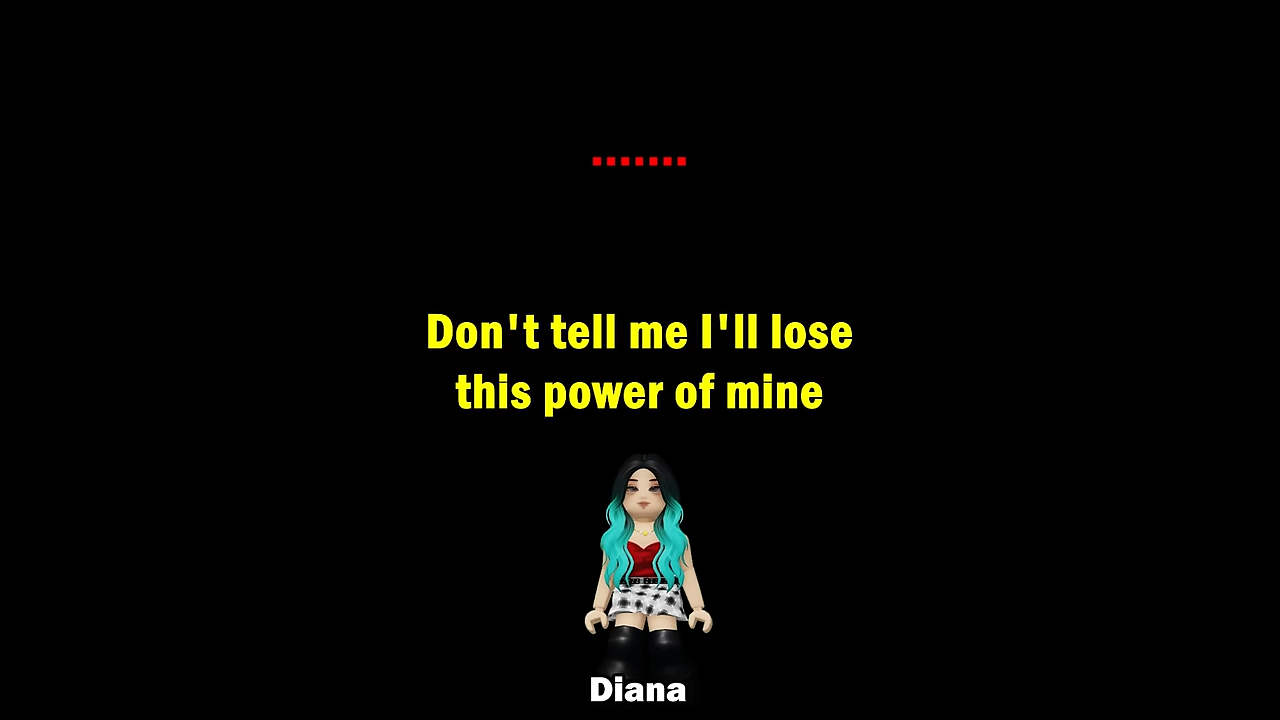 .......
Don't tell me I'll lose
this power of mine
Diana